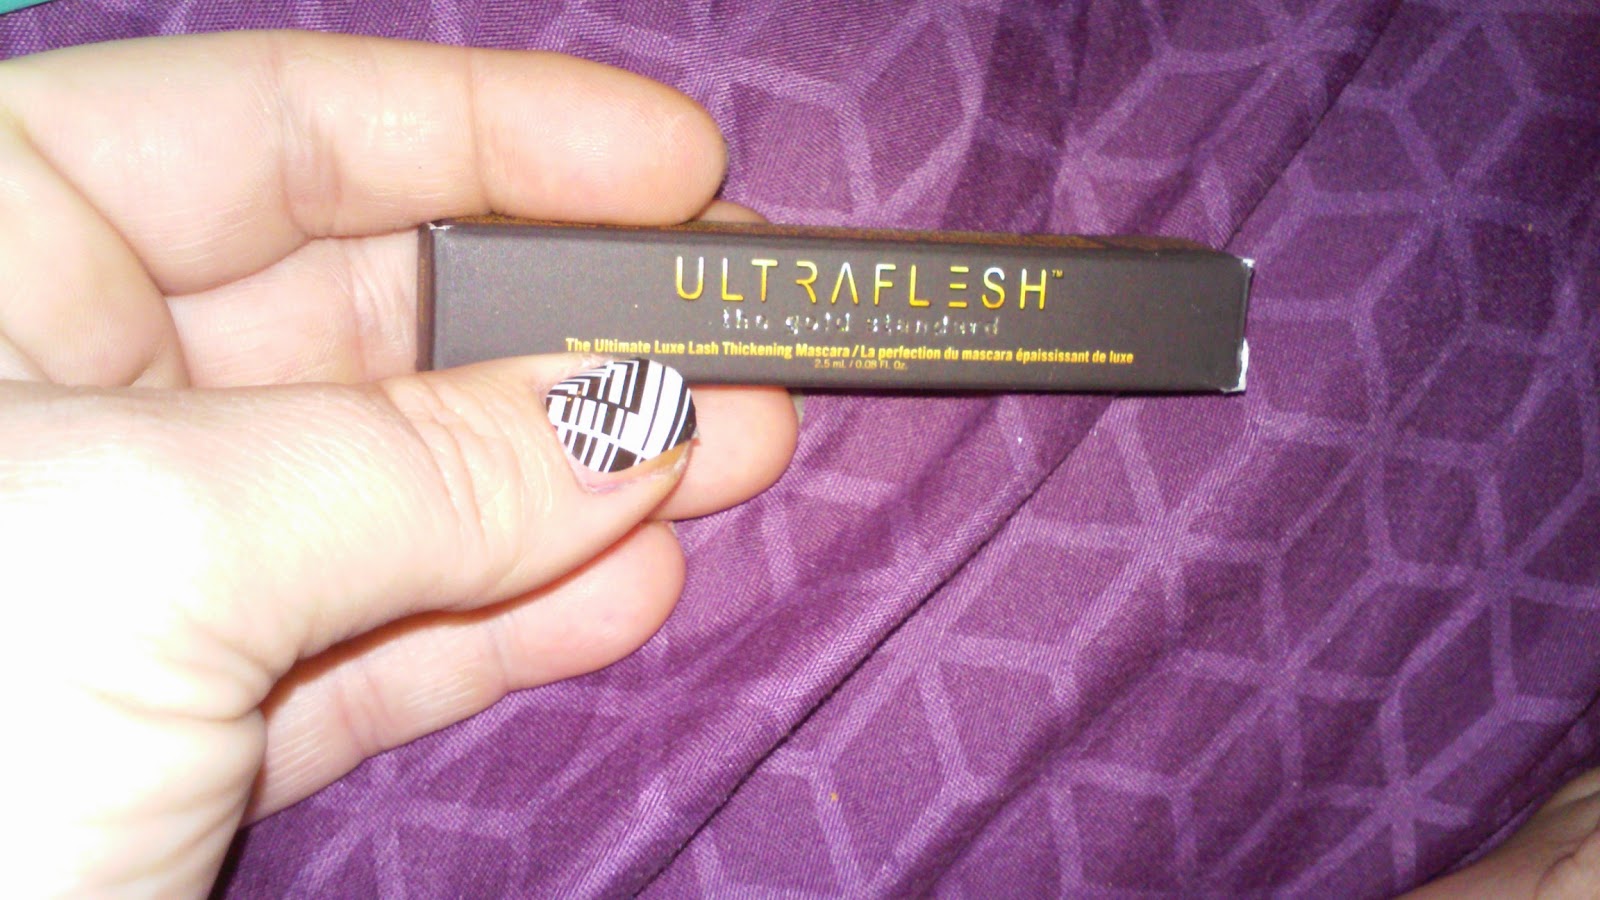 ULTRAFLESH™
the gold standard
The Ultimate Luxe Lash Thickening Mascara / La perfection du mascara épaississant de luxe
2.5 mL / 0.08 Fl. Oz.